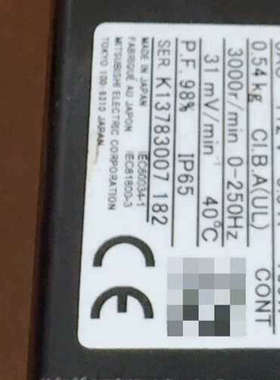 CONT
0.54kg CI.B.A(UL)
3000r/min 0-250Hz
31 mV/min⁻¹ 40℃
P.F. 98% IP65
SER. K13783007 182
MADE IN JAPAN IEC60034-1
FABRIQUE AU JAPON IEC61800-3
MITSUBISHI ELECTRIC CORPORATION
TOKYO 100-8310 JAPAN
CE